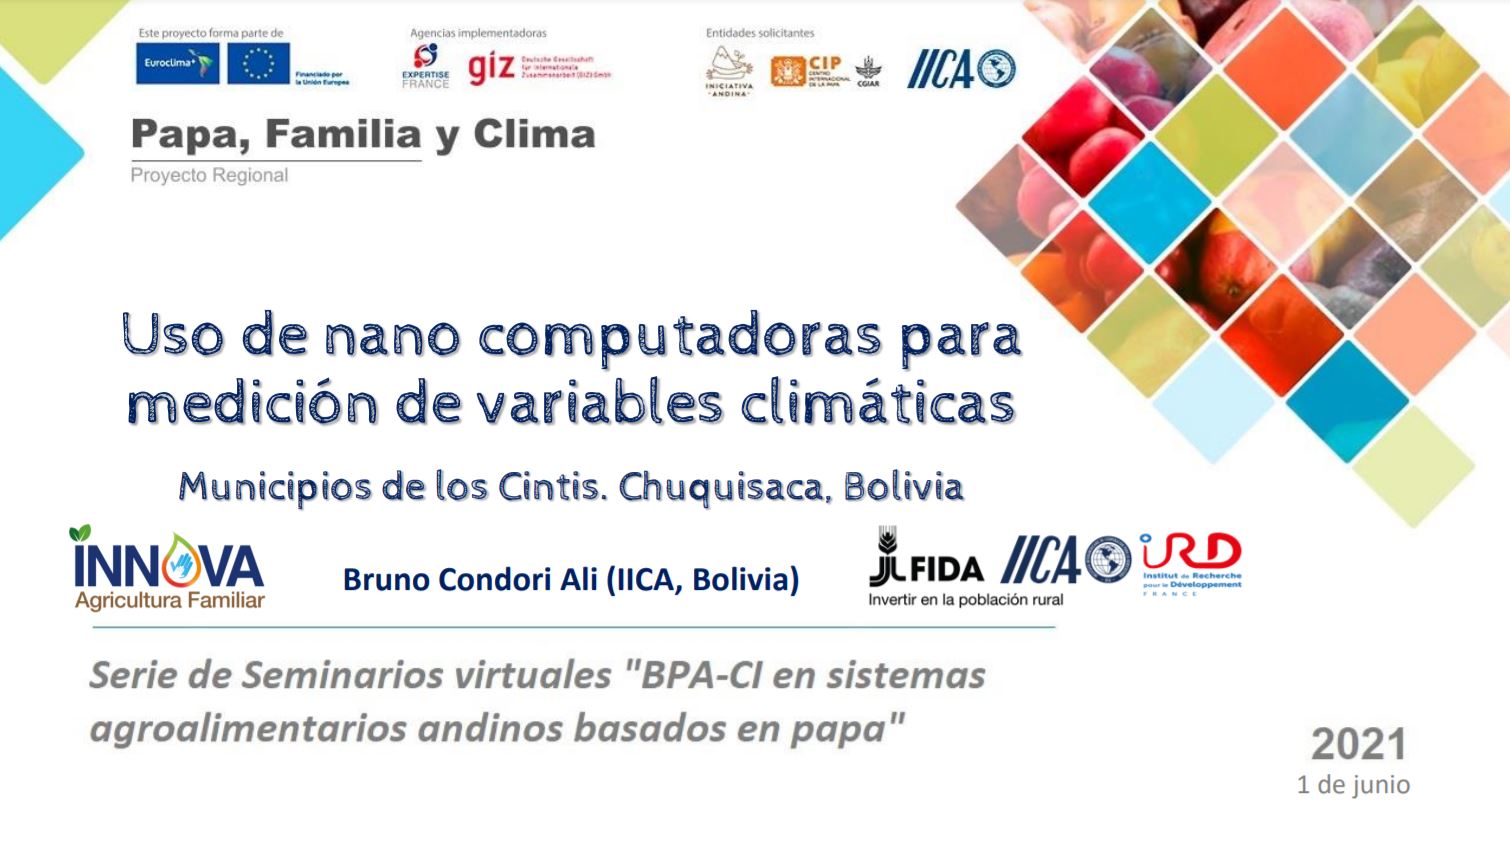 Este proyecto forma parte de
Agencias implementadoras
Entidades solicitantes
Euroclima+
Financiado por
la Unión Europea
EXPERTISE
FRANCE
giz
Deutsche Gesellschaft
für Internationale
Zusammenarbeit (GIZ) GmbH
INICIATIVA
·ANDINA·
CIP
CENTRO
INTERNACIONAL
DE LA PAPA
CGIAR
IICA
Papa, Familia y Clima
Proyecto Regional
Uso de nano computadoras para
medición de variables climáticas
Municipios de los Cintis. Chuquisaca, Bolivia
INNOVA
Agricultura Familiar
Bruno Condori Ali (IICA, Bolivia)
JL FIDA
Invertir en la población rural
IICA
IRD
Institut de Recherche
pour le Développement
FRANCE
Serie de Seminarios virtuales "BPA-CI en sistemas
agroalimentarios andinos basados en papa"
2021
1 de junio